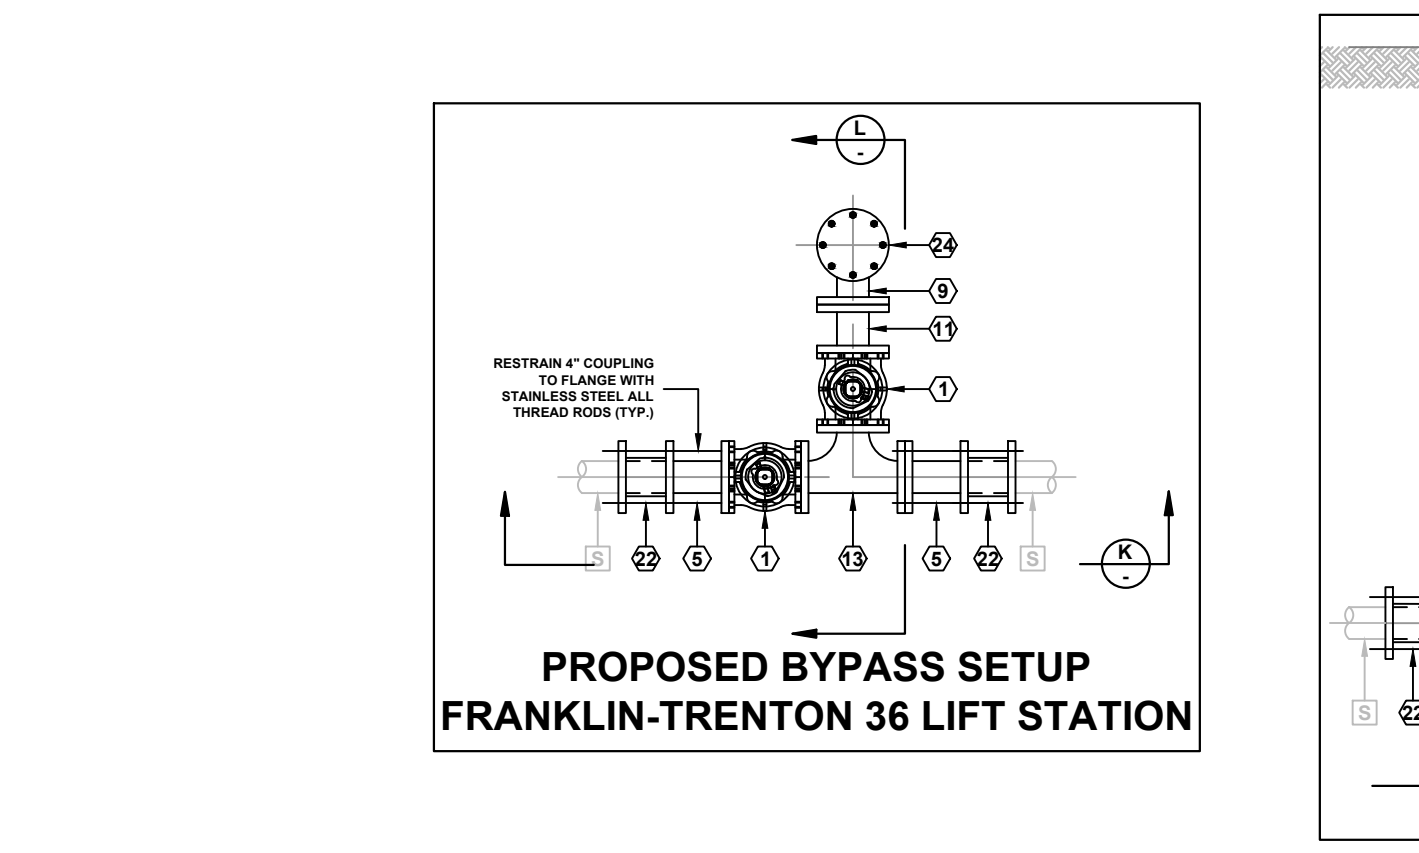 L
-
24
9
11
RESTRAIN 4" COUPLING
TO FLANGE WITH
STAINLESS STEEL ALL
THREAD RODS (TYP.)
1
S
22
5
1
13
5
22
S
K
-
PROPOSED BYPASS SETUP
FRANKLIN-TRENTON 36 LIFT STATION
S
22